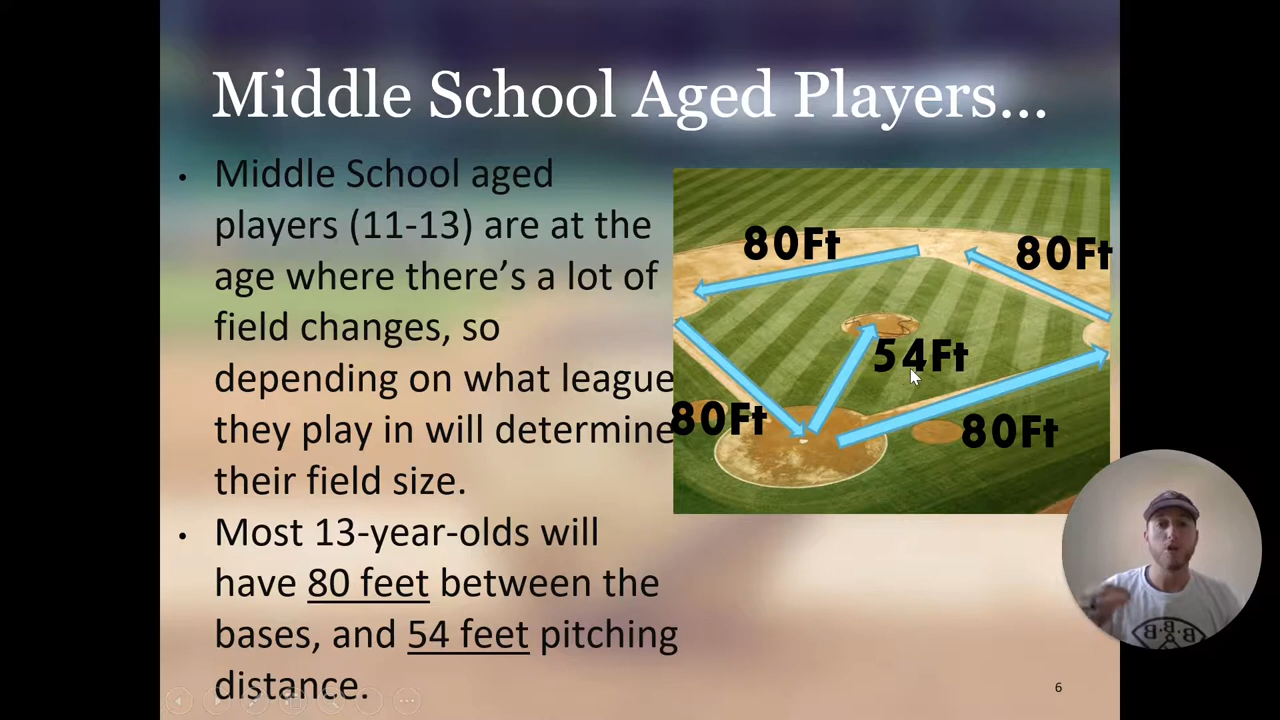 Middle School Aged Players...
• Middle School aged
players (11-13) are at the
age where there’s a lot of
field changes, so
depending on what league
they play in will determine
their field size.
• Most 13-year-olds will
have 80 feet between the
bases, and 54 feet pitching
distance.
80Ft
80Ft
54Ft
80Ft
80Ft
B·B·B
6